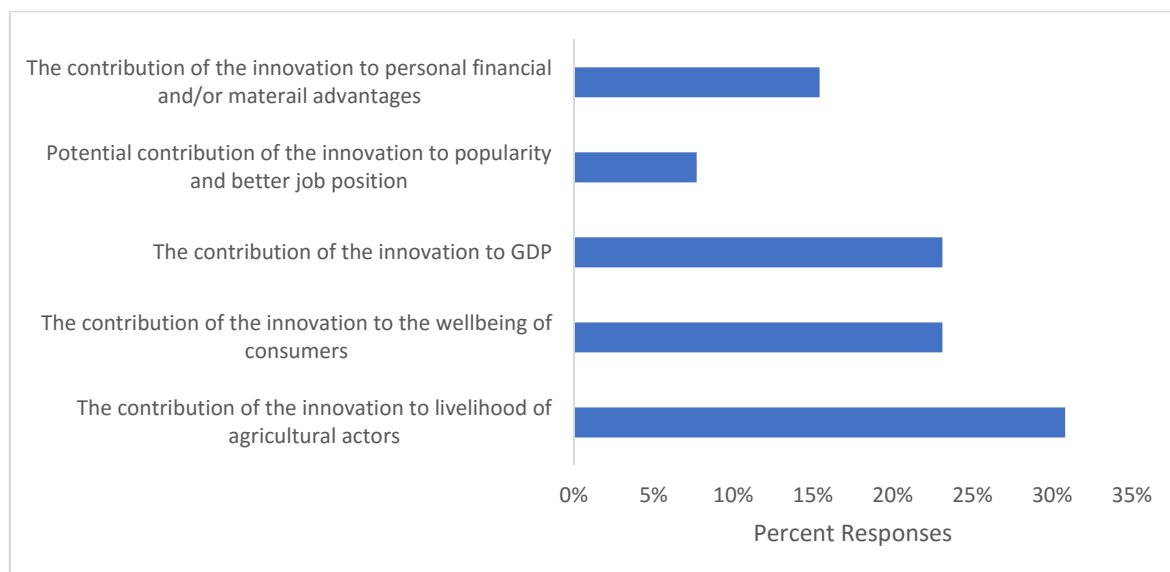 The contribution of the innovation to personal financial
and/or materail advantages
Potential contribution of the innovation to popularity
and better job position
The contribution of the innovation to GDP
The contribution of the innovation to the wellbeing of
consumers
The contribution of the innovation to livelihood of
agricultural actors
0% 5% 10% 15% 20% 25% 30% 35%
Percent Responses